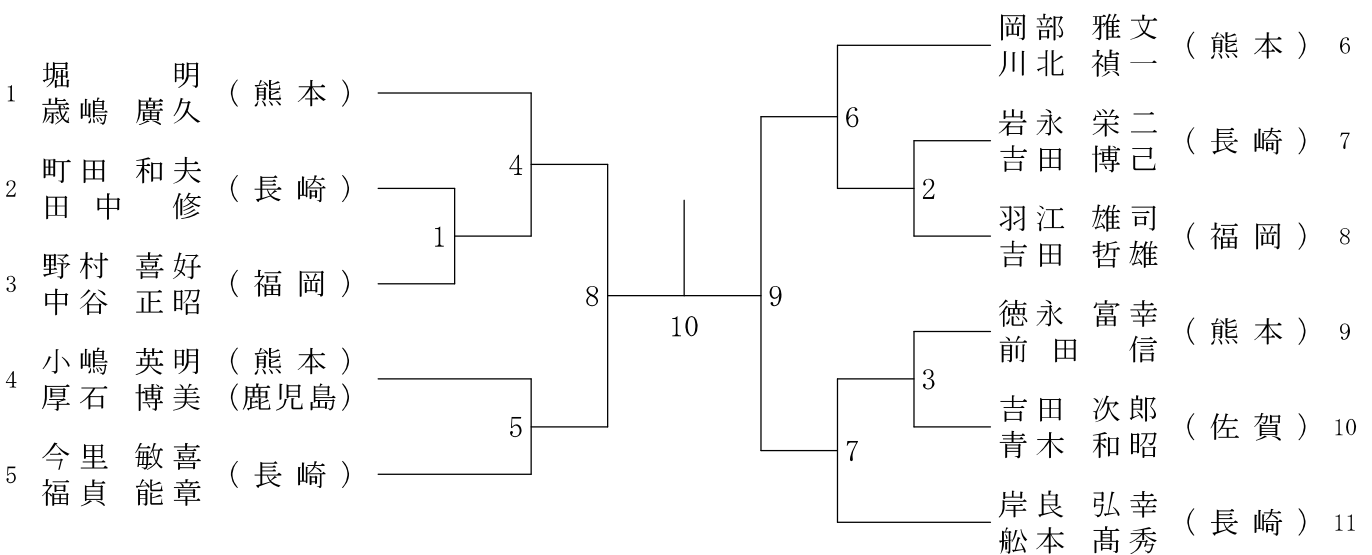 1 堀 明 (熊本)
歳嶋 廣久
2 町田 和夫 (長崎)
田中 修
3 野村 喜好 (福岡)
中谷 正昭
4 小嶋 英明 (熊本)
厚石 博美 (鹿児島)
5 今里 敏喜 (長崎)
福貞 能章
4
1
8
5
10
9
6
2
3
7
岡部 雅文 (熊本) 6
川北 禎一
岩永 栄二 (長崎) 7
吉田 博己
羽江 雄司 (福岡) 8
吉田 哲雄
徳永 富幸 (熊本) 9
前田 信
吉田 次郎 (佐賀) 10
青木 和昭
岸良 弘幸 (長崎) 11
舩本 髙秀